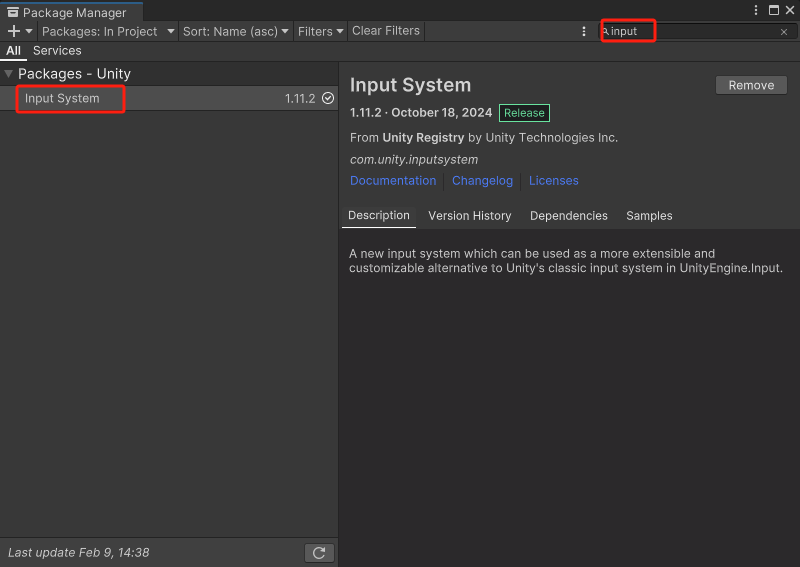 Package Manager
Packages: In Project Sort: Name (asc) Filters Clear Filters input
All Services
Packages - Unity
Input System 1.11.2
Input System Remove
1.11.2 · October 18, 2024 Release
From Unity Registry by Unity Technologies Inc.
com.unity.inputsystem
Documentation Changelog Licenses
Description Version History Dependencies Samples
A new input system which can be used as a more extensible and
customizable alternative to Unity's classic input system in UnityEngine.Input.
Last update Feb 9, 14:38